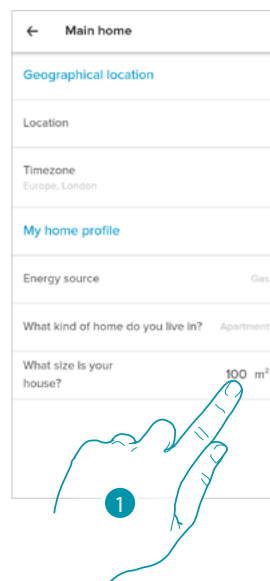 ← Main home
Geographical location
Location
Timezone
Europe, London
My home profile
Energy source Gas
What kind of home do you live in? Apartment
What size is your
house?
100 m²
1